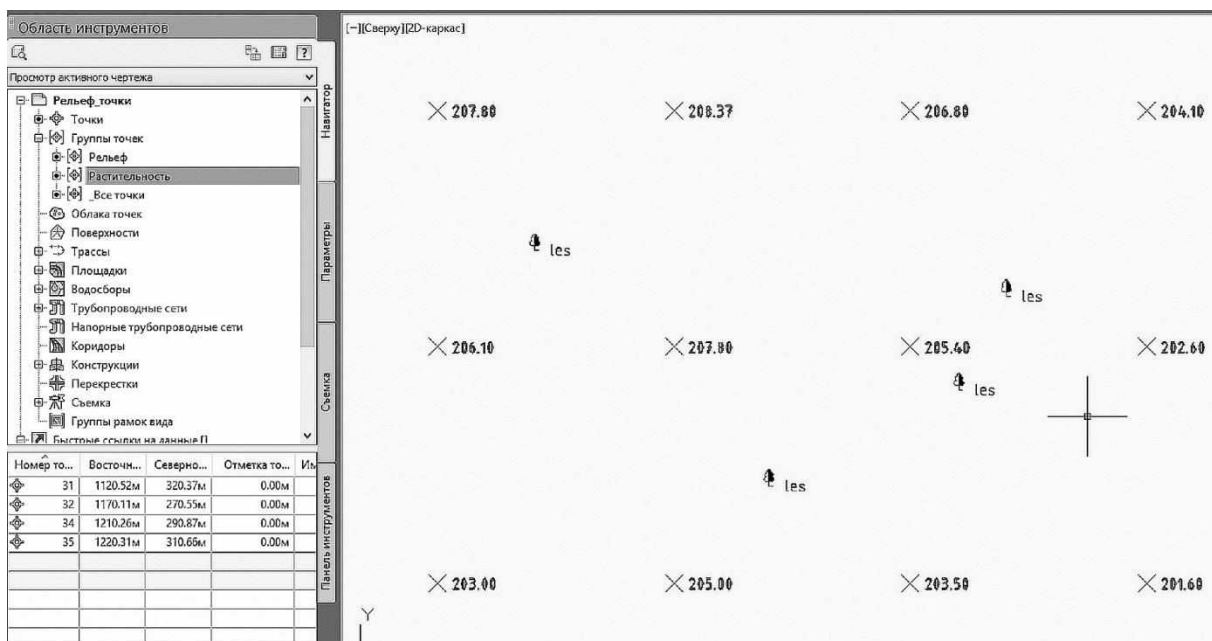 Область инструментов
Просмотр активного чертежа
Рельеф_точки
Точки
Группы точек
Рельеф
Растительность
_Все точки
Облака точек
Поверхности
Трассы
Площадки
Водосборы
Трубопроводные сети
Напорные трубопроводные сети
Коридоры
Конструкции
Перекрестки
Съемка
Группы рамок вида
Быстрые ссылки на данные []
Номер то... Восточн... Северно... Отметка то... Им
31 1120.52м 320.37м 0.00м
32 1170.11м 270.55м 0.00м
34 1210.26м 290.87м 0.00м
35 1220.31м 310.66м 0.00м
Навигатор
Параметры
Съемка
Панель инструментов
[−][Сверху][2D-каркас]
207.80 208.37 206.80 204.10
les
les
206.10 207.80 205.40 202.60
les
les
203.00 205.00 203.50 201.60
Y